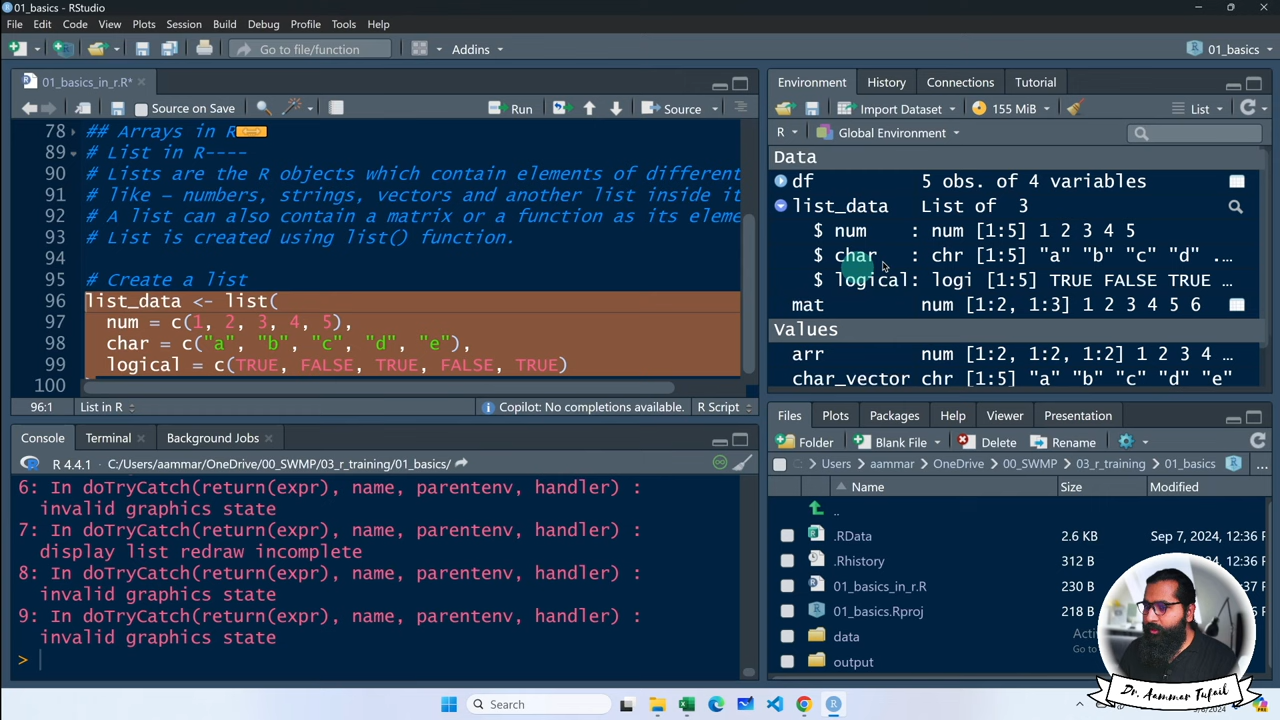 01_basics - RStudio
File Edit Code View Plots Session Build Debug Profile Tools Help
Go to file/function Addins 01_basics
01_basics_in_r.R*
Source on Save Run Source
78 ## Arrays in R
89 # List in R----
90 # Lists are the R objects which contain elements of different
91 # like – numbers, strings, vectors and another list inside it
92 # A list can also contain a matrix or a function as its eleme
93 # List is created using list() function.
94
95 # Create a list
96 list_data <- list(
97 num = c(1, 2, 3, 4, 5),
98 char = c("a", "b", "c", "d", "e"),
99 logical = c(TRUE, FALSE, TRUE, FALSE, TRUE)
100
96:1 List in R Copilot: No completions available. R Script
Console Terminal Background Jobs
R 4.4.1 · C:/Users/aammar/OneDrive/00_SWMP/03_r_training/01_basics/
6: In doTryCatch(return(expr), name, parentenv, handler) :
invalid graphics state
7: In doTryCatch(return(expr), name, parentenv, handler) :
display list redraw incomplete
8: In doTryCatch(return(expr), name, parentenv, handler) :
invalid graphics state
9: In doTryCatch(return(expr), name, parentenv, handler) :
invalid graphics state
>
Environment History Connections Tutorial
Import Dataset 155 MiB List
R Global Environment
Data
df 5 obs. of 4 variables
list_data List of 3
$ num : num [1:5] 1 2 3 4 5
$ char : chr [1:5] "a" "b" "c" "d" ...
$ logical: logi [1:5] TRUE FALSE TRUE ...
mat num [1:2, 1:3] 1 2 3 4 5 6
Values
arr num [1:2, 1:2, 1:2] 1 2 3 4 ...
char_vector chr [1:5] "a" "b" "c" "d" "e"
Files Plots Packages Help Viewer Presentation
Folder Blank File Delete Rename
Users aammar OneDrive 00_SWMP 03_r_training 01_basics ...
Name Size Modified
..
.RData 2.6 KB Sep 7, 2024, 12:36 P
.Rhistory 312 B Sep 7, 2024, 12:36 P
01_basics_in_r.R 230 B
01_basics.Rproj 218 B
data
output
Dr. Aammar Tufail
Search